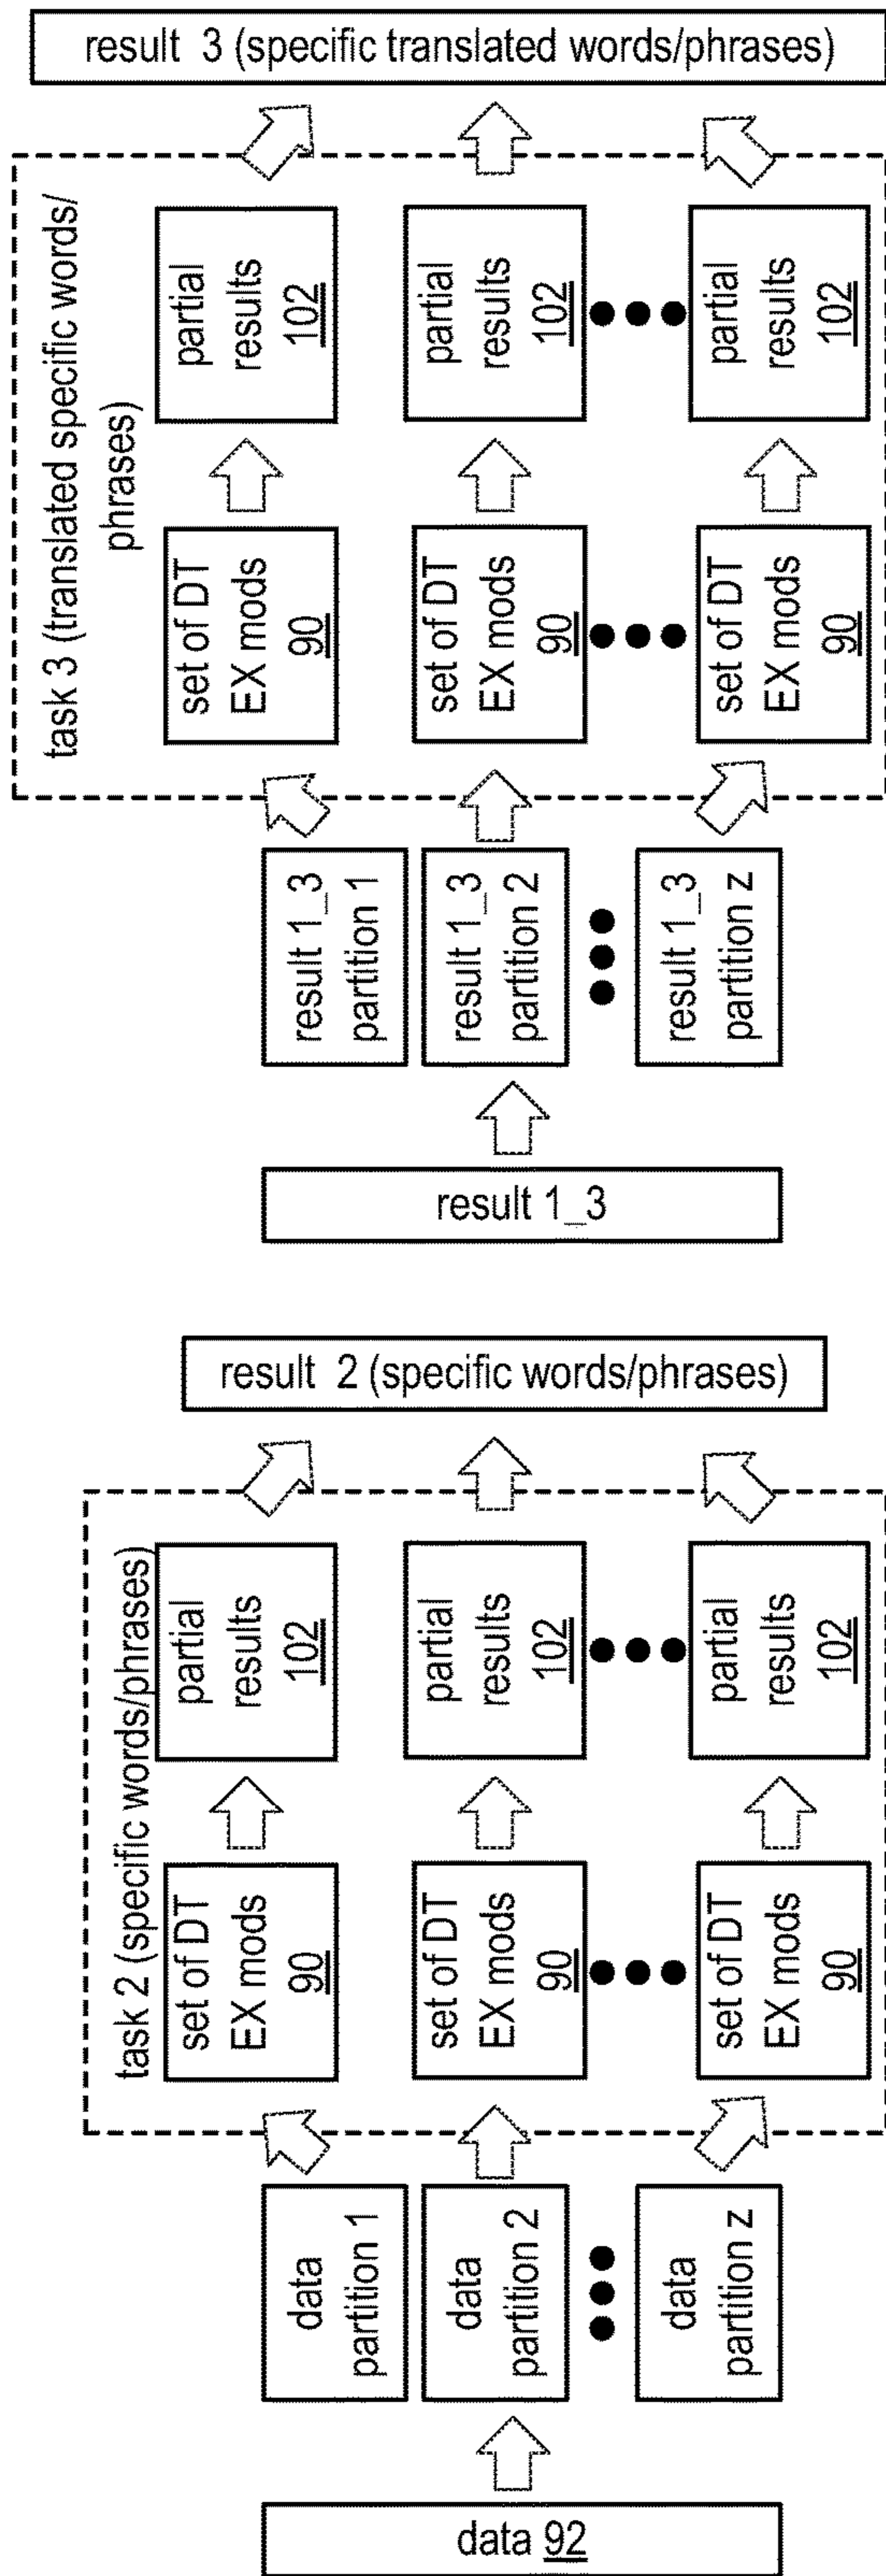 data 92
data
partition 1
data
partition 2
data
partition z
task 2 (specific words/phrases)
set of DT
EX mods
90
partial
results
102
set of DT
EX mods
90
partial
results
102
set of DT
EX mods
90
partial
results
102
result 2 (specific words/phrases)
result 1_3
result 1_3
partition 1
result 1_3
partition 2
result 1_3
partition z
task 3 (translated specific words/
phrases)
set of DT
EX mods
90
partial
results
102
set of DT
EX mods
90
partial
results
102
set of DT
EX mods
90
partial
results
102
result 3 (specific translated words/phrases)